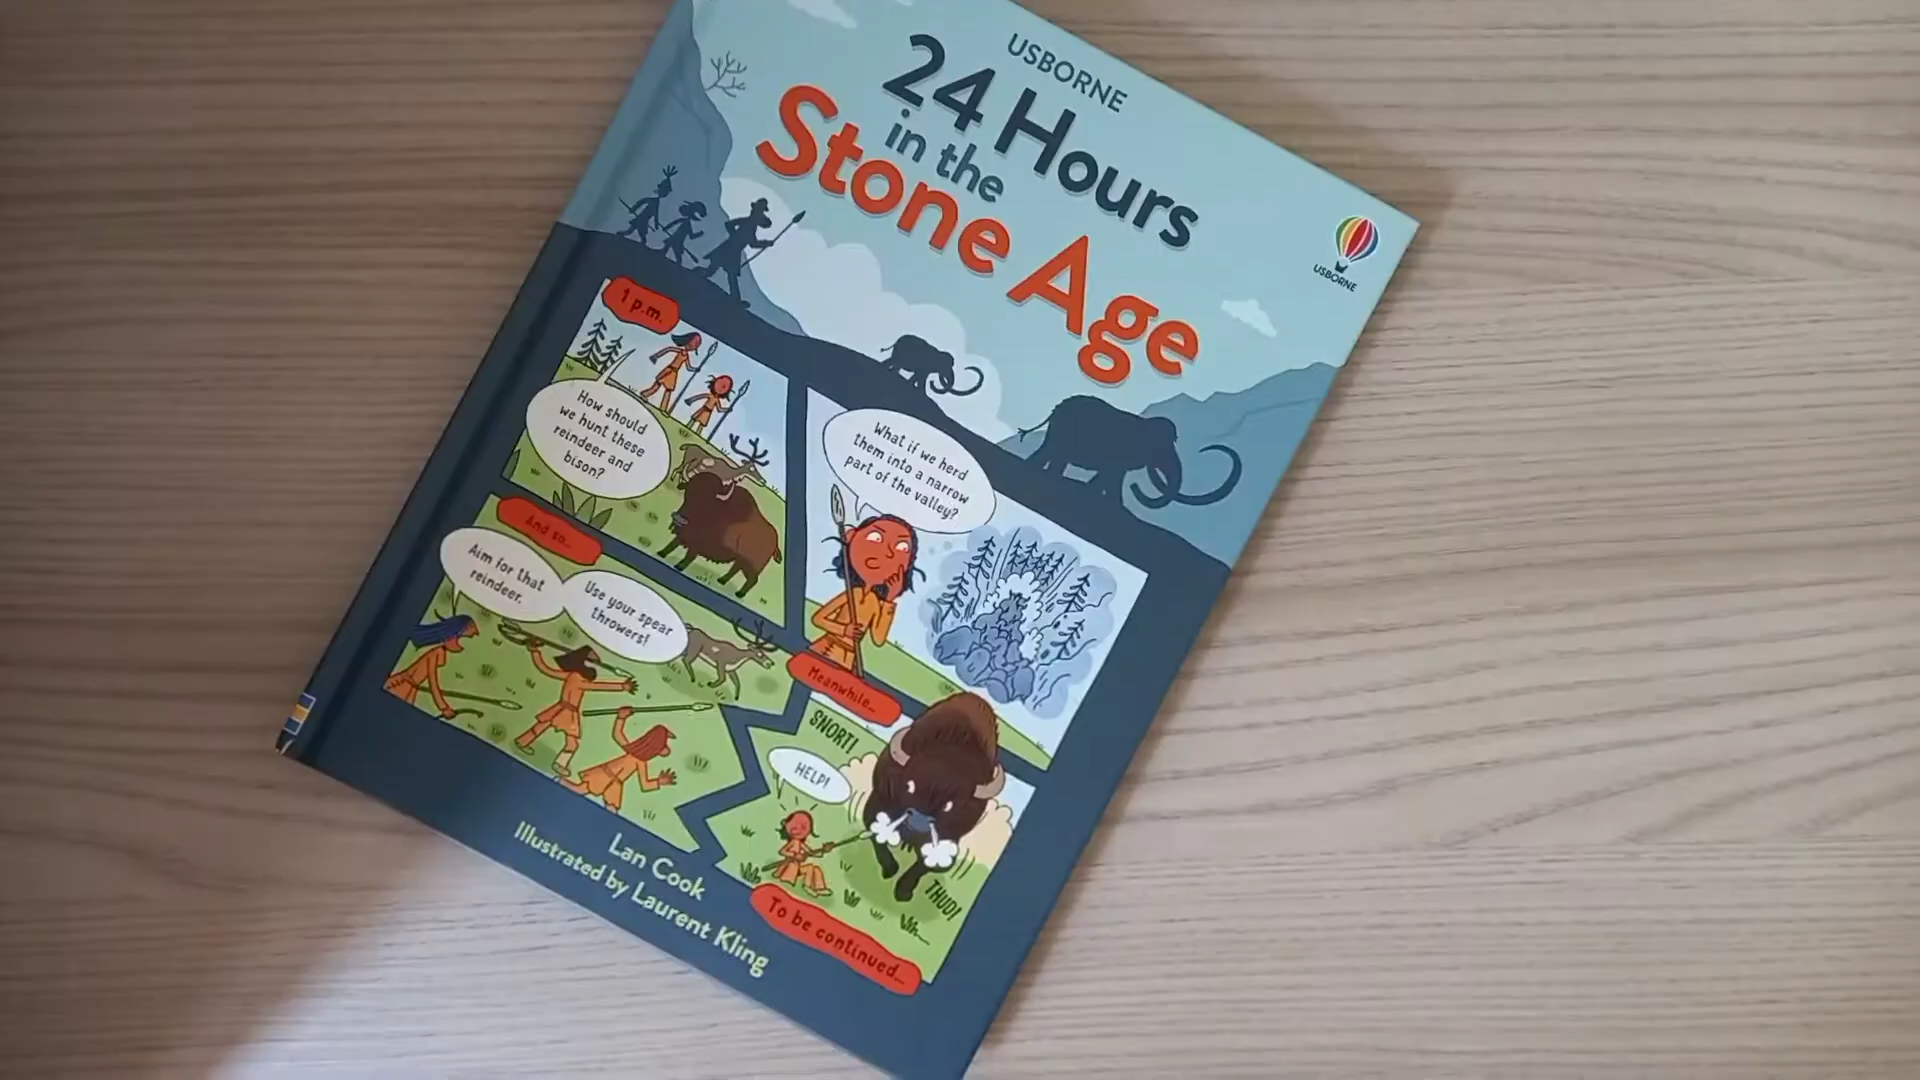 USBORNE
24 Hours
in the
Stone Age
USBORNE
1 p.m.
How should
we hunt these
reindeer and
bison?
What if we herd
them into a narrow
part of the valley?
And so...
Aim for that
reindeer.
Use your spear
throwers!
Meanwhile...
SNORT!
HELP!
THUD!
To be continued...
Lan Cook
Illustrated by Laurent Kling